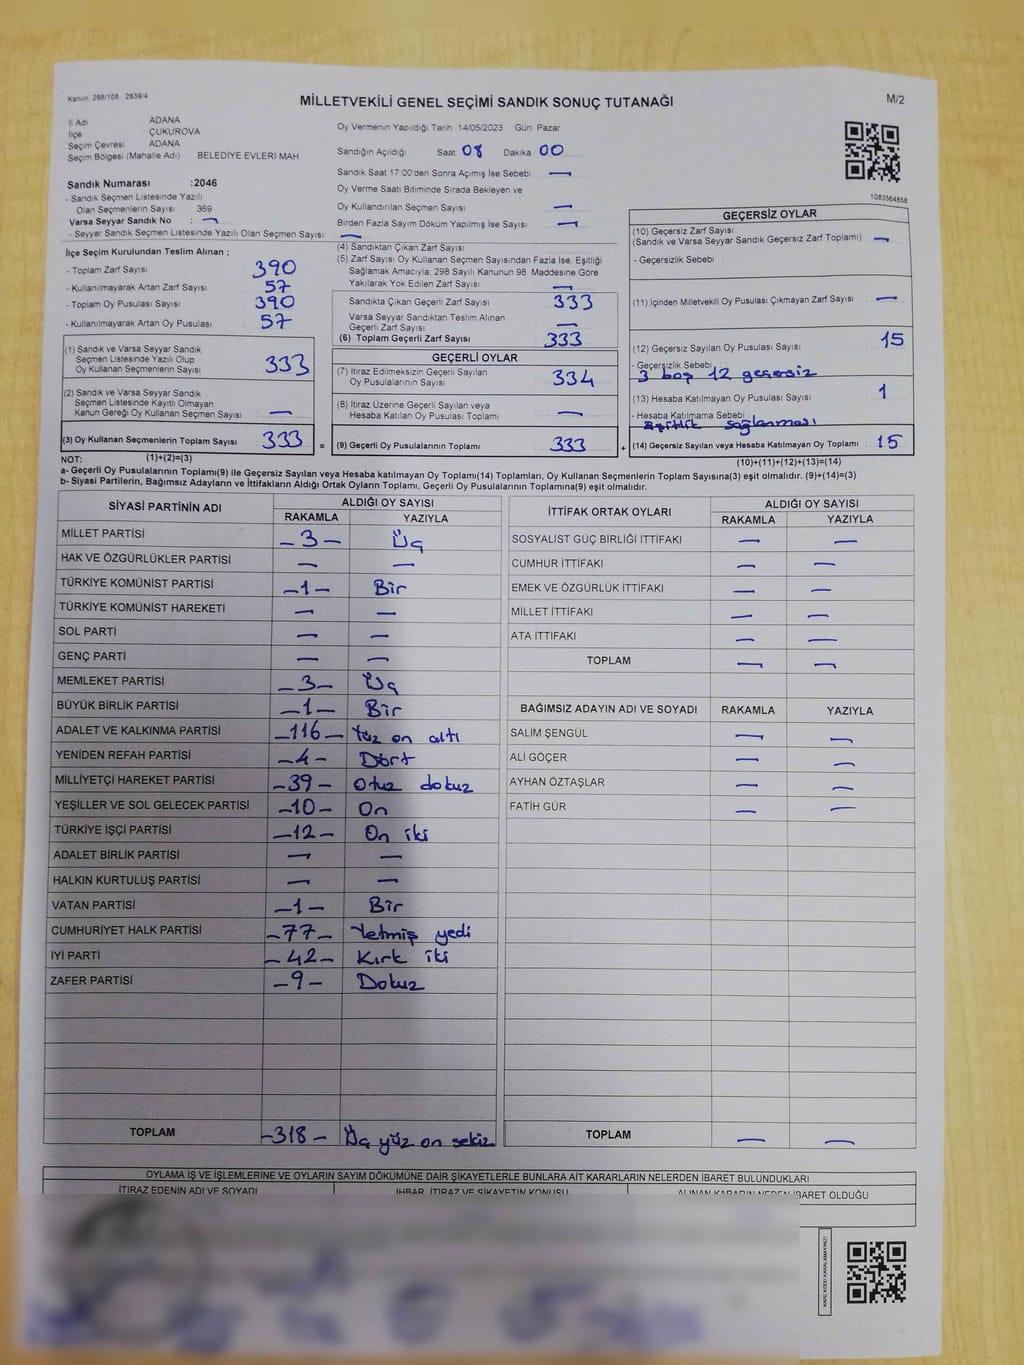 Kanun: 298/105 2839/4
MİLLETVEKİLİ GENEL SEÇİMİ SANDIK SONUÇ TUTANAĞI
M/2
İl Adı ADANA
İlçe ÇUKUROVA
Seçim Çevresi ADANA
Seçim Bölgesi (Mahalle Adı) BELEDİYE EVLERİ MAH
Sandık Numarası :2046
- Sandık Seçmen Listesinde Yazılı
Olan Seçmenlerin Sayısı : 369
Varsa Seyyar Sandık No : —
- Seyyar Sandık Seçmen Listesinde Yazılı Olan Seçmen Sayısı: —
Oy Vermenin Yapıldığı Tarih 14/05/2023 Gün: Pazar
Sandığın Açıldığı Saat: 08 Dakika: 00
Sandık Saat 17:00'den Sonra Açımış İse Sebebi: —
Oy Verme Saati Bitiminde Sırada Bekleyen ve
Oy Kullandırılan Seçmen Sayısı —
Birden Fazla Sayım Döküm Yapılmış İse Sayısı: —
1083564858
İlçe Seçim Kurulundan Teslim Alınan ;
- Toplam Zarf Sayısı 390
- Kullanılmayarak Artan Zarf Sayısı 57
- Toplam Oy Pusulası Sayısı 390
- Kullanılmayarak Artan Oy Pusulası 57
(1) Sandık ve Varsa Seyyar Sandık
Seçmen Listesinde Yazılı Olup
Oy Kullanan Seçmenlerin Sayısı 333
(2) Sandık ve Varsa Seyyar Sandık
Seçmen Listesinde Kayıtlı Olmayan
Kanun Gereği Oy Kullanan Seçmen Sayısı —
(3) Oy Kullanan Seçmenlerin Toplam Sayısı 333 =
(4) Sandıktan Çıkan Zarf Sayısı
(5) Zarf Sayısı Oy Kullanan Seçmen Sayısından Fazla İse, Eşitliği
Sağlamak Amacıyla; 298 Sayılı Kanunun 98. Maddesine Göre
Yakılarak Yok Edilen Zarf Sayısı —
Sandıkta Çıkan Geçerli Zarf Sayısı 333
Varsa Seyyar Sandıktan Teslim Alınan
Geçerli Zarf Sayısı —
(6) Toplam Geçerli Zarf Sayısı 333
GEÇERLİ OYLAR
(7) İtiraz Edilmeksizin Geçerli Sayılan
Oy Pusulalarının Sayısı 334
(8) İtiraz Üzerine Geçerli Sayılan veya
Hesaba Katılan Oy Pusulası Toplamı —
(9) Geçerli Oy Pusulalarının Toplamı 333 +
GEÇERSİZ OYLAR
(10) Geçersiz Zarf Sayısı
(Sandık ve Varsa Seyyar Sandık Geçersiz Zarf Toplamı) —
- Geçersizlik Sebebi
(11) İçinden Milletvekili Oy Pusulası Çıkmayan Zarf Sayısı —
(12) Geçersiz Sayılan Oy Pusulası Sayısı 15
- Geçersizlik Sebebi
3 boş 12 geçersiz
(13) Hesaba Katılmayan Oy Pusulası Sayısı 1
- Hesaba Katılmama Sebebi
Eşitlik sağlanması
(14) Geçersiz Sayılan veya Hesaba Katılmayan Oy Toplamı 15
NOT: (1)+(2)=(3) (10)+(11)+(12)+(13)=(14)
a- Geçerli Oy Pusulalarının Toplamı(9) ile Geçersiz Sayılan veya Hesaba katılmayan Oy Toplamı(14) Toplamları, Oy Kullanan Seçmenlerin Toplam Sayısına(3) eşit olmalıdır. (9)+(14)=(3)
b- Siyasi Partilerin, Bağımsız Adayların ve İttifakların Aldığı Ortak Oyların Toplamı, Geçerli Oy Pusulalarının Toplamına(9) eşit olmalıdır.
SİYASİ PARTİNİN ADI ALDIĞI OY SAYISI
RAKAMLA YAZIYLA
MİLLET PARTİSİ —3— Üç
HAK VE ÖZGÜRLÜKLER PARTİSİ — —
TÜRKİYE KOMÜNİST PARTİSİ —1— Bir
TÜRKİYE KOMÜNİST HAREKETİ — —
SOL PARTİ — —
GENÇ PARTİ — —
MEMLEKET PARTİSİ —3— Üç
BÜYÜK BİRLİK PARTİSİ —1— Bir
ADALET VE KALKINMA PARTİSİ —116— Yüz on altı
YENİDEN REFAH PARTİSİ —4— Dört
MİLLİYETÇİ HAREKET PARTİSİ —39— Otuz dokuz
YEŞİLLER VE SOL GELECEK PARTİSİ —10— On
TÜRKİYE İŞÇİ PARTİSİ —12— On iki
ADALET BİRLİK PARTİSİ — —
HALKIN KURTULUŞ PARTİSİ — —
VATAN PARTİSİ —1— Bir
CUMHURİYET HALK PARTİSİ —77— Yetmiş yedi
İYİ PARTİ —42— Kırk iki
ZAFER PARTİSİ —9— Dokuz
TOPLAM —318— Üç yüz on sekiz
İTTİFAK ORTAK OYLARI ALDIĞI OY SAYISI
RAKAMLA YAZIYLA
SOSYALİST GÜÇ BİRLİĞİ İTTİFAKI — —
CUMHUR İTTİFAKI — —
EMEK VE ÖZGÜRLÜK İTTİFAKI — —
MİLLET İTTİFAKI — —
ATA İTTİFAKI — —
TOPLAM — —
BAĞIMSIZ ADAYIN ADI VE SOYADI RAKAMLA YAZIYLA
SALİM ŞENGÜL — —
ALİ GÖÇER — —
AYHAN ÖZTAŞLAR — —
FATİH GÜR — —
TOPLAM — —
OYLAMA İŞ VE İŞLEMLERİNE VE OYLARIN SAYIM DÖKÜMÜNE DAİR ŞİKAYETLERLE BUNLARA AİT KARARLARIN NELERDEN İBARET BULUNDUKLARI
İTİRAZ EDENİN ADI VE SOYADI İHBAR, İTİRAZ VE ŞİKAYETİN KONUSU ALINAN KARARIN NEDEN İBARET OLDUĞU